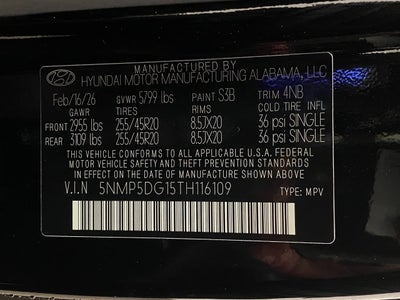 MANUFACTURED BY
HYUNDAI MOTOR MANUFACTURING ALABAMA, LLC
Feb/16/26 GVWR 5799 lbs PAINT S3B TRIM 4NB
GAWR TIRES RIMS COLD TIRE INFL
FRONT 2955 lbs 255/45R20 8.5JX20 36 psi SINGLE
REAR 3109 lbs 255/45R20 8.5JX20 36 psi SINGLE
THIS VEHICLE CONFORMS TO ALL APPLICABLE U.S.A. FEDERAL
MOTOR VEHICLE SAFETY AND THEFT PREVENTION STANDARDS
IN EFFECT ON THE DATE OF MANUFACTURE SHOWN ABOVE.
V.I.N 5NMP5DG15TH116109 TYPE: MPV